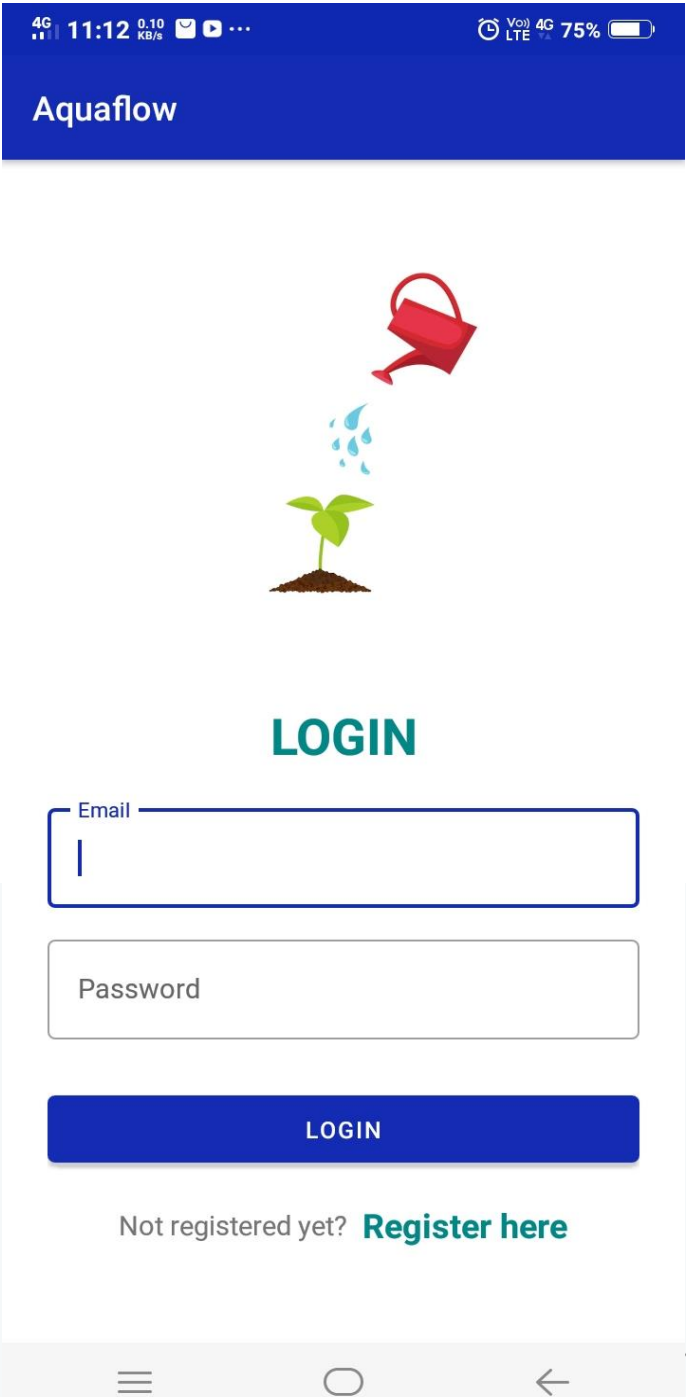 4G 11:12 0.10 KB/s ... Vo)) LTE 4G 75%
Aquaflow
LOGIN
Email
Password
LOGIN
Not registered yet? Register here